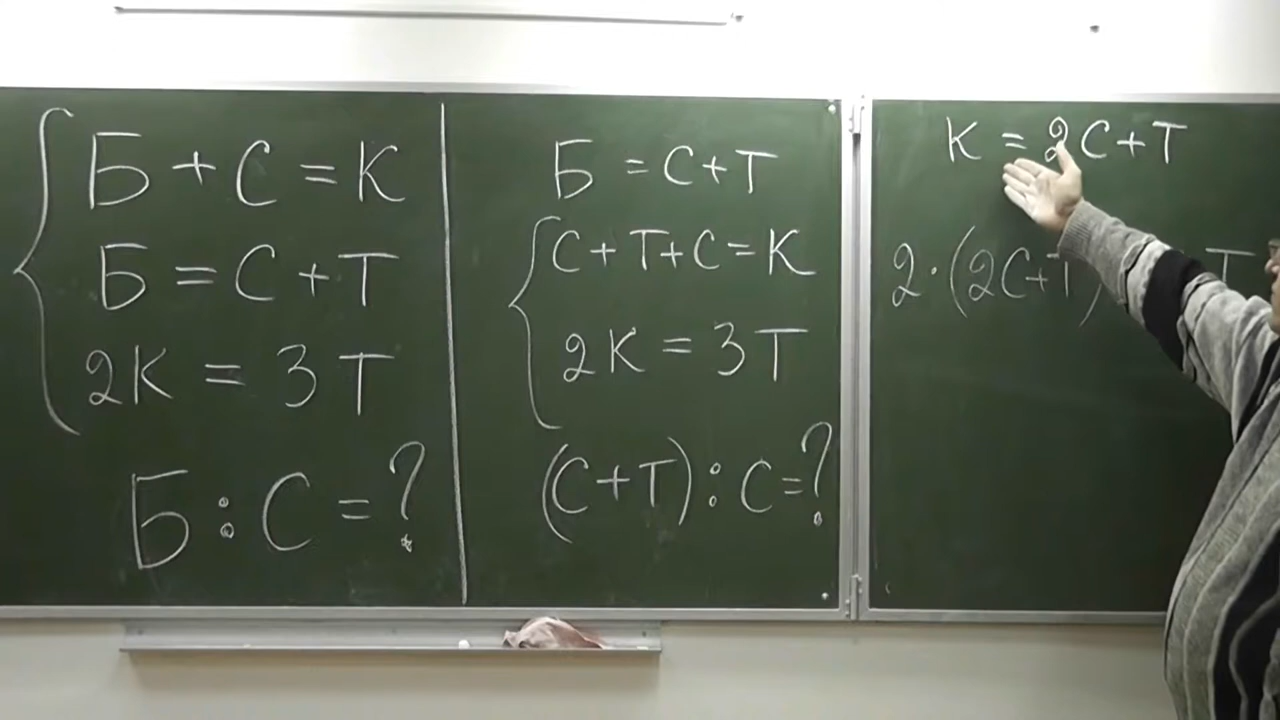 Б + С = К
Б = С + Т
2К = 3Т
Б : С = ?
Б = С + Т
С + Т + С = К
2К = 3Т
(С + Т) : С = ?
К = 2С + Т
2 · (2С + Т) Т